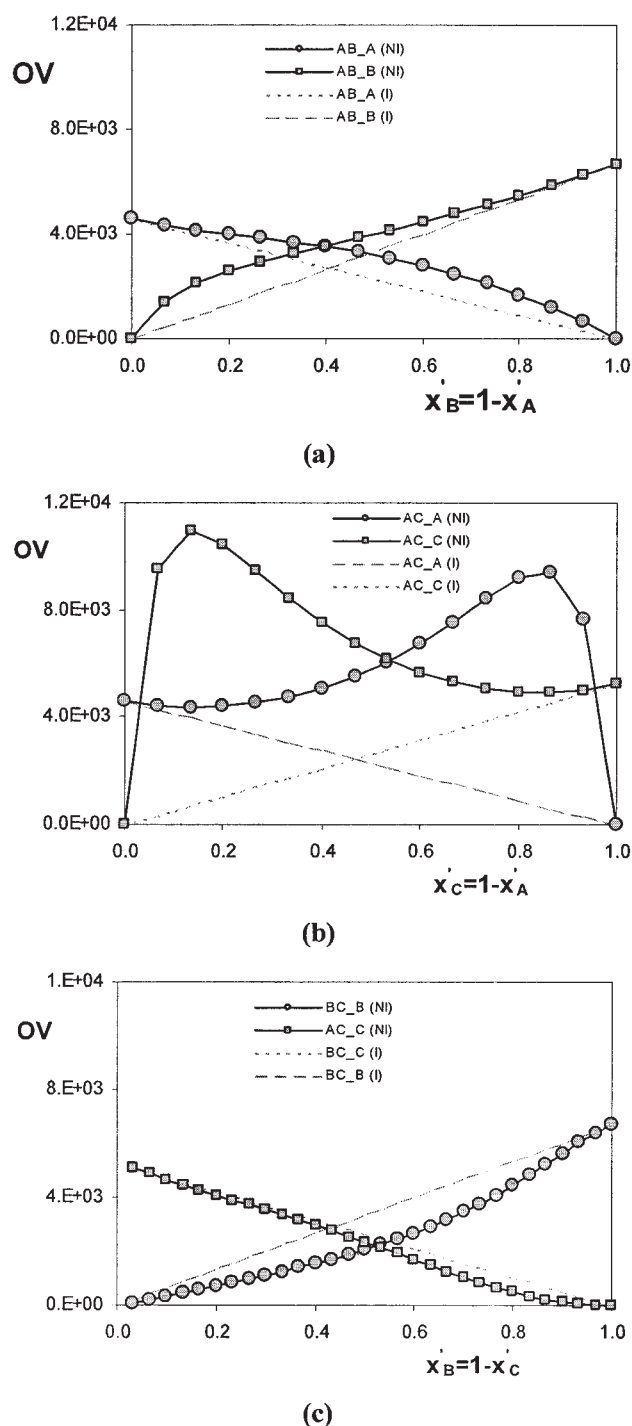 1.2E+04
OV
AB_A (NI)
AB_B (NI)
AB_A (I)
AB_B (I)
8.0E+03
4.0E+03
0.0E+00
0.0 0.2 0.4 0.6 0.8 1.0
x'B=1-x'A
(a)
1.2E+04
OV
AC_A (NI)
AC_C (NI)
AC_A (I)
AC_C (I)
8.0E+03
4.0E+03
0.0E+00
0.0 0.2 0.4 0.6 0.8 1.0
x'C=1-x'A
(b)
1.E+04
OV
BC_B (NI)
AC_C (NI)
BC_C (I)
BC_B (I)
8.E+03
4.E+03
0.E+00
0.0 0.2 0.4 0.6 0.8 1.0
x'B=1-x'C
(c)